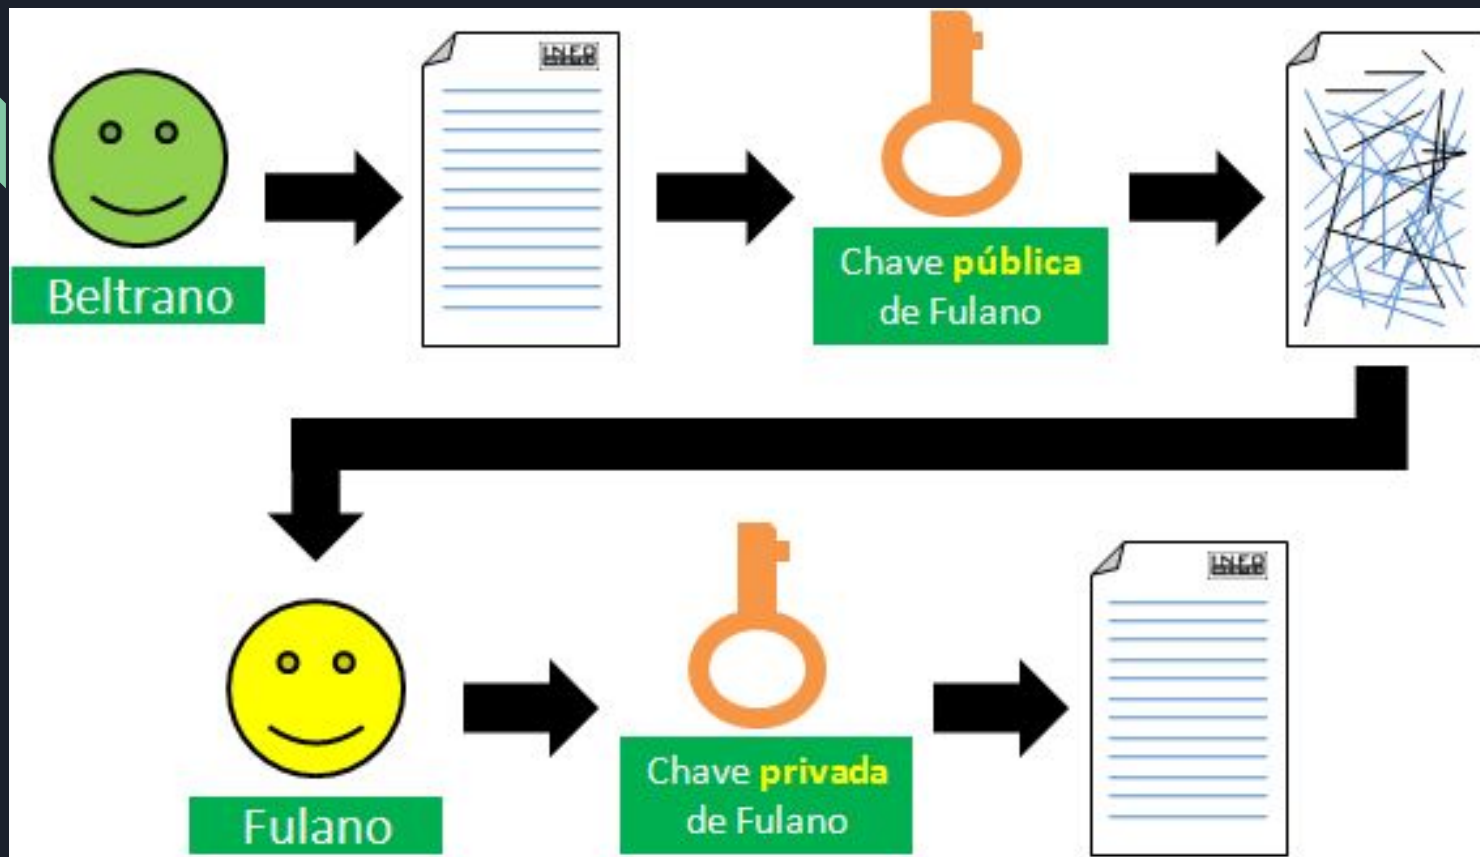 Beltrano
Chave pública
de Fulano
Fulano
Chave privada
de Fulano